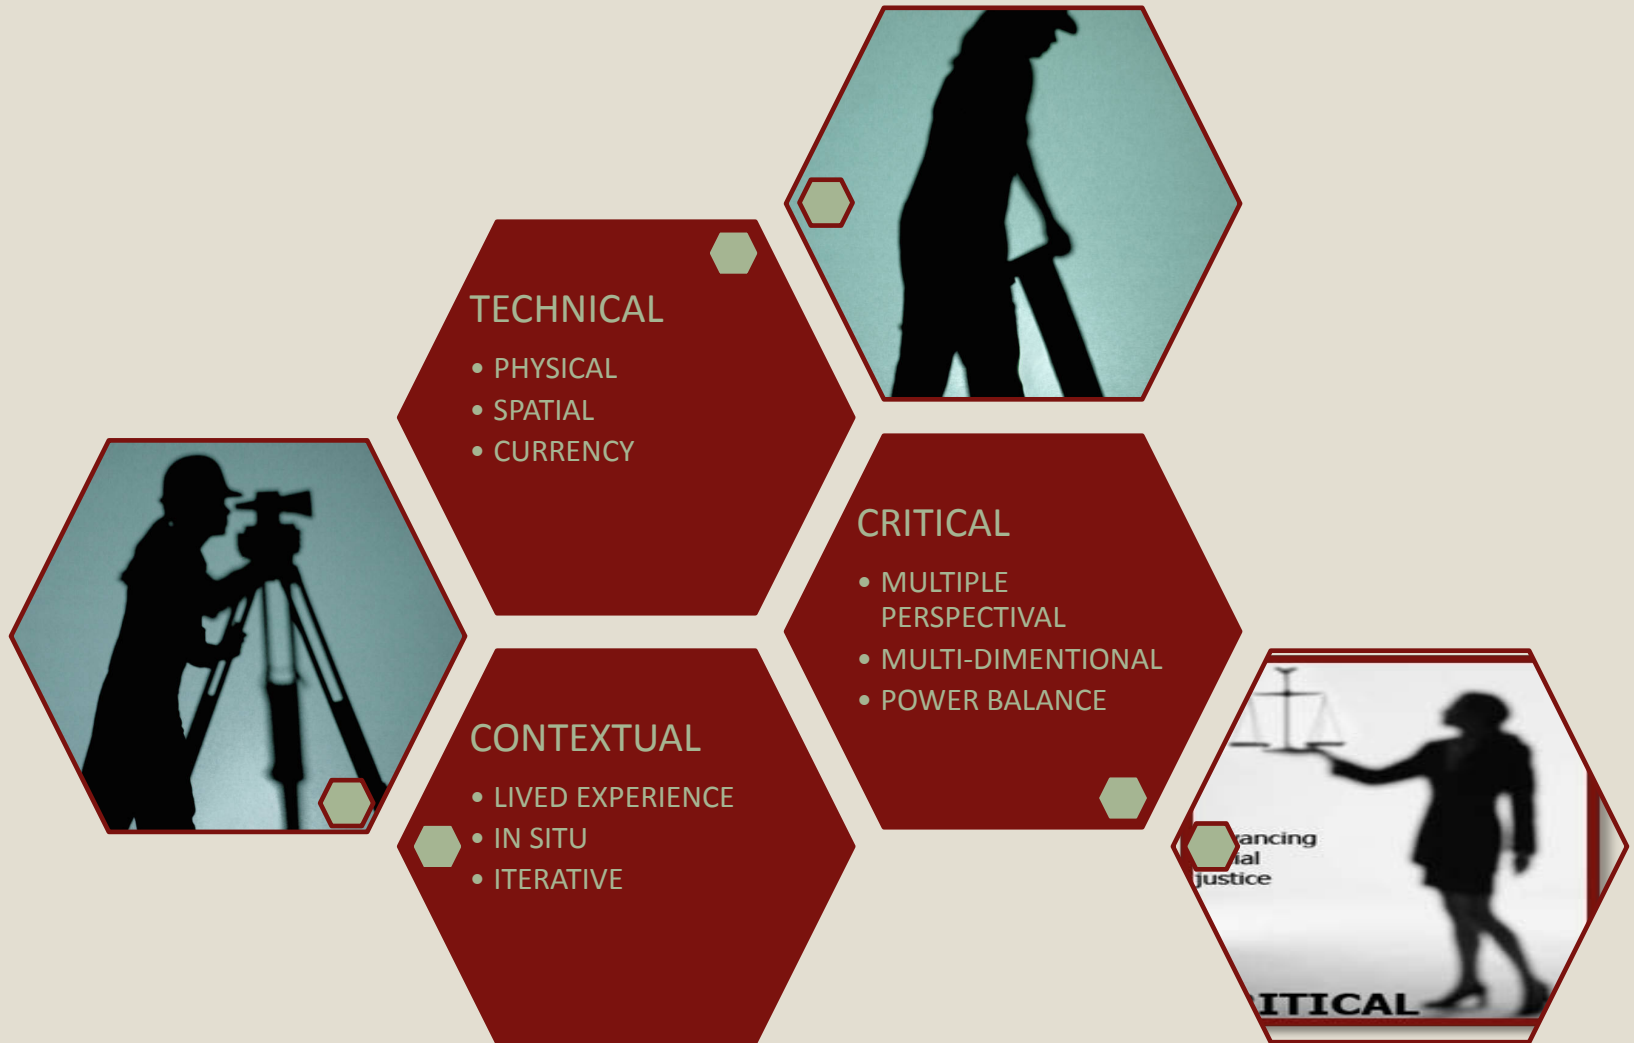 TECHNICAL
• PHYSICAL
• SPATIAL
• CURRENCY
CRITICAL
• MULTIPLE
PERSPECTIVAL
• MULTI-DIMENTIONAL
• POWER BALANCE
CONTEXTUAL
• LIVED EXPERIENCE
• IN SITU
• ITERATIVE
justice